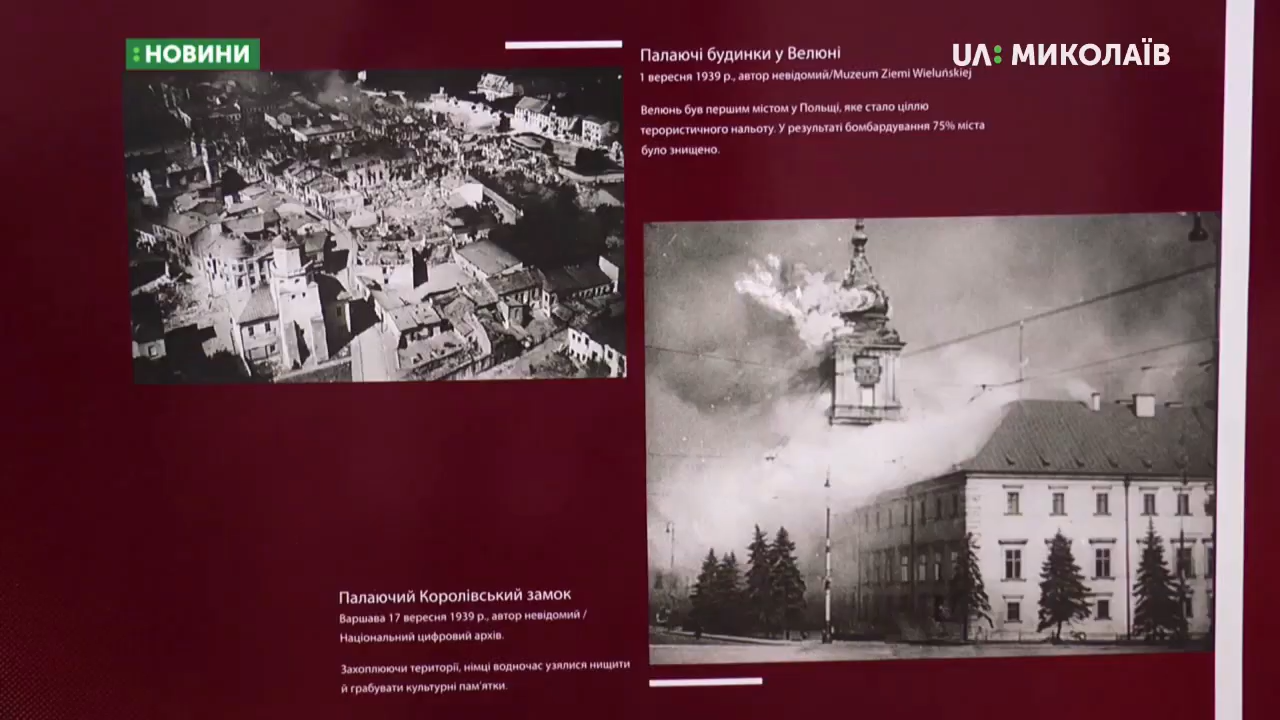 : НОВИНИ
UA: МИКОЛАЇВ
Палаючі будинки у Велюні
1 вересня 1939 р., автор невідомий/Muzeum Ziemi Wieluńskiej
Велюнь був першим містом у Польщі, яке стало ціллю
терористичного нальоту. У результаті бомбардування 75% міста
було знищено.
Палаючий Королівський замок
Варшава 17 вересня 1939 р., автор невідомий /
Національний цифровий архів.
Захоплюючи території, німці водночас узялися нищити
й грабувати культурні пам'ятки.